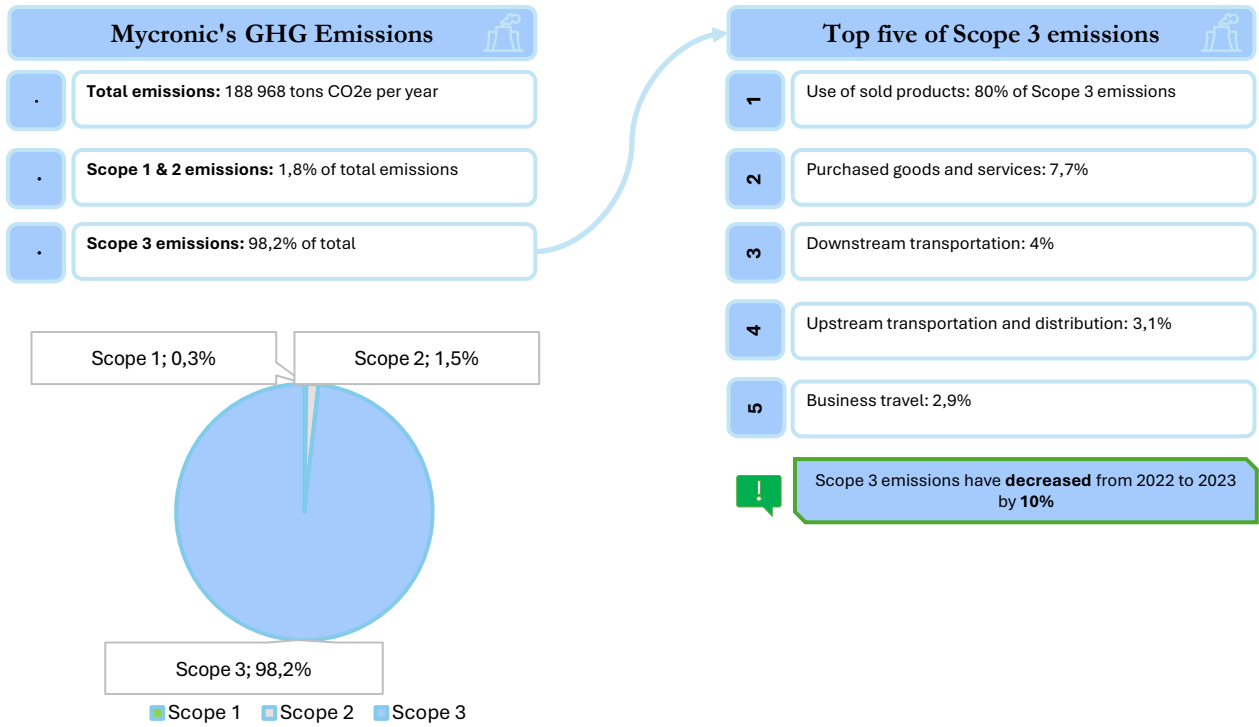 Mycronic's GHG Emissions
.
Total emissions: 188 968 tons CO2e per year
.
Scope 1 & 2 emissions: 1,8% of total emissions
.
Scope 3 emissions: 98,2% of total
Scope 1; 0,3%
Scope 2; 1,5%
Scope 3; 98,2%
Scope 1
Scope 2
Scope 3
Top five of Scope 3 emissions
1
Use of sold products: 80% of Scope 3 emissions
2
Purchased goods and services: 7,7%
3
Downstream transportation: 4%
4
Upstream transportation and distribution: 3,1%
5
Business travel: 2,9%
!
Scope 3 emissions have decreased from 2022 to 2023
by 10%